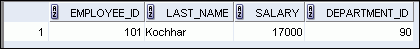 EMPLOYEE_ID LAST_NAME SALARY DEPARTMENT_ID
1 101 Kochhar 17000 90